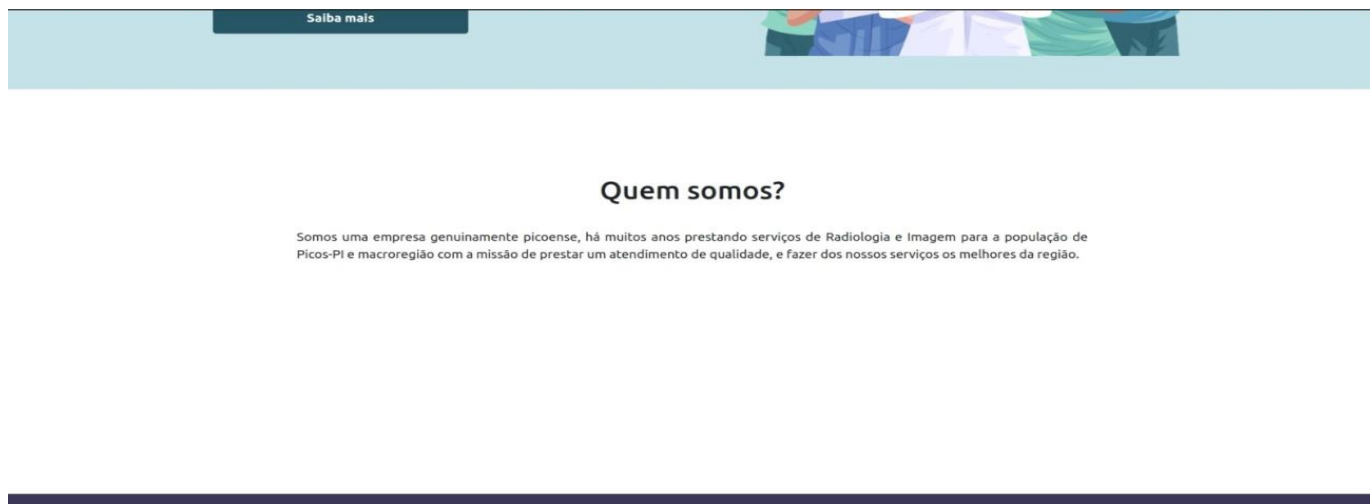 Saiba mais
Quem somos?
Somos uma empresa genuinamente picoense, há muitos anos prestando serviços de Radiologia e Imagem para a população de
Picos-PI e macroregião com a missão de prestar um atendimento de qualidade, e fazer dos nossos serviços os melhores da região.